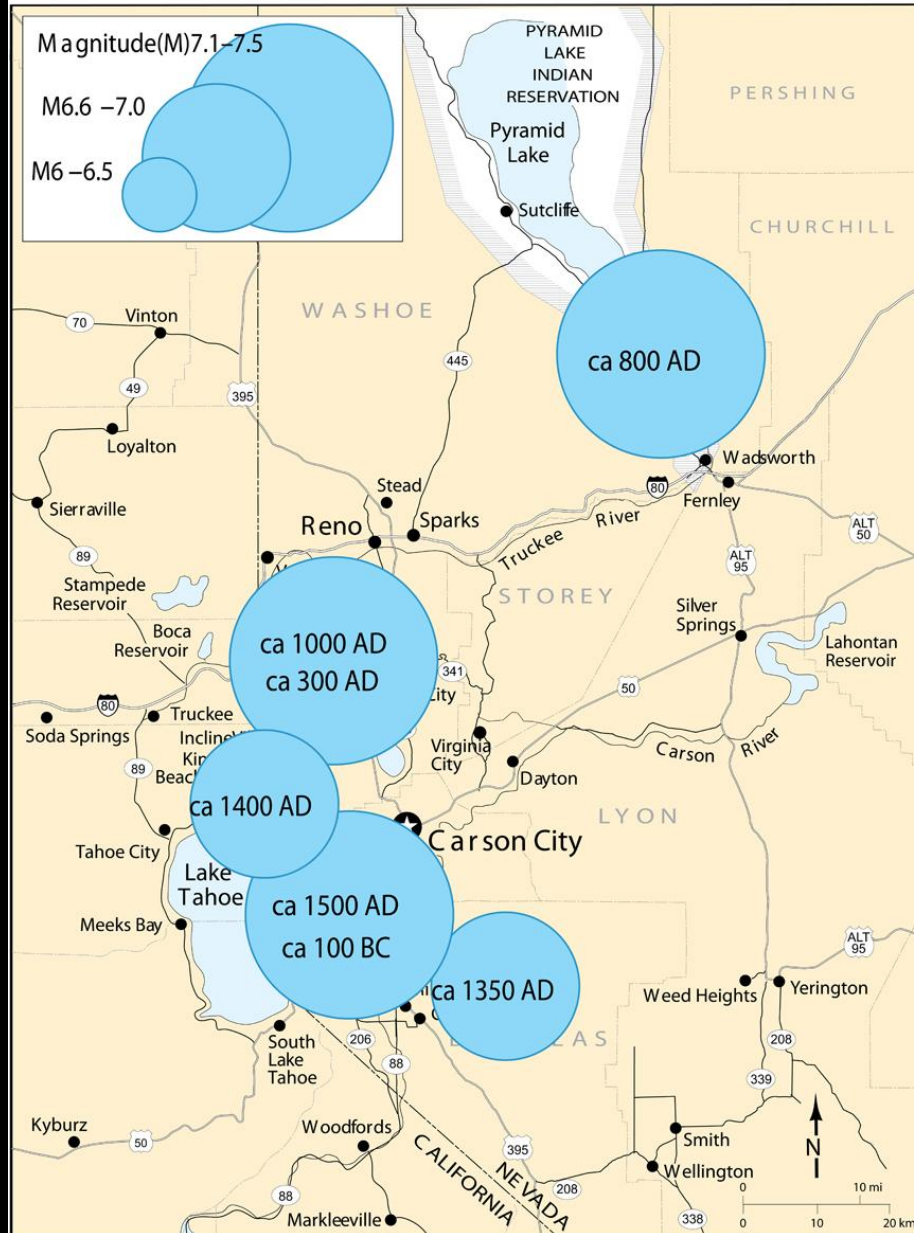 Magnitude(M)7.1–7.5
M6.6 –7.0
M6 –6.5
PYRAMID
LAKE
INDIAN
RESERVATION
Pyramid
Lake
PERSHING
Sutcliffe
CHURCHILL
WASHOE
70
Vinton
445
ca 800 AD
49
395
Loyalton
Wadsworth
Stead
80
Fernley
Sierraville
Reno
Sparks
Truckee River
ALT
50
89
ALT
95
Stampede
Reservoir
STOREY
Silver
Springs
Boca
Reservoir
ca 1000 AD
ca 300 AD
341
Lahontan
Reservoir
50
80
Truckee
Soda Springs
City
Virginia
City
Carson River
Incline
Beach
89
Dayton
ca 1400 AD
LYON
Tahoe City
Carson City
Lake
Tahoe
ca 1500 AD
ca 100 BC
Meeks Bay
ALT
95
ca 1350 AD
Weed Heights
Yerington
South
Lake
Tahoe
206
88
208
339
Kyburz
50
Woodfords
395
Smith
N
CALIFORNIA
NEVADA
208
Wellington
88
338
Markleeville
0 10 mi
0 10 20 km